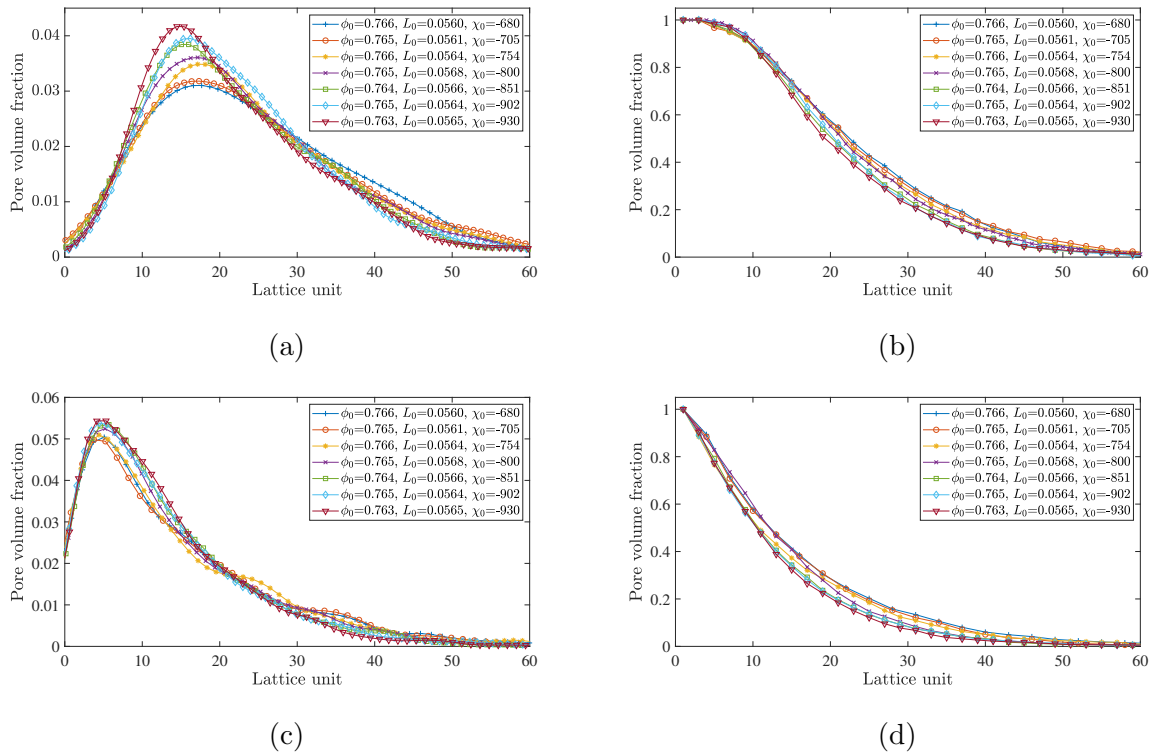 ϕ₀=0.766, L₀=0.0560, χ₀=-680
ϕ₀=0.765, L₀=0.0561, χ₀=-705
ϕ₀=0.766, L₀=0.0564, χ₀=-754
ϕ₀=0.765, L₀=0.0568, χ₀=-800
ϕ₀=0.764, L₀=0.0566, χ₀=-851
ϕ₀=0.765, L₀=0.0564, χ₀=-902
ϕ₀=0.763, L₀=0.0565, χ₀=-930
Pore volume fraction
0.04
0.03
0.02
0.01
0
0 10 20 30 40 50 60
Lattice unit
(a)
ϕ₀=0.766, L₀=0.0560, χ₀=-680
ϕ₀=0.765, L₀=0.0561, χ₀=-705
ϕ₀=0.766, L₀=0.0564, χ₀=-754
ϕ₀=0.765, L₀=0.0568, χ₀=-800
ϕ₀=0.764, L₀=0.0566, χ₀=-851
ϕ₀=0.765, L₀=0.0564, χ₀=-902
ϕ₀=0.763, L₀=0.0565, χ₀=-930
Pore volume fraction
1
0.8
0.6
0.4
0.2
0
0 10 20 30 40 50 60
Lattice unit
(b)
ϕ₀=0.766, L₀=0.0560, χ₀=-680
ϕ₀=0.765, L₀=0.0561, χ₀=-705
ϕ₀=0.766, L₀=0.0564, χ₀=-754
ϕ₀=0.765, L₀=0.0568, χ₀=-800
ϕ₀=0.764, L₀=0.0566, χ₀=-851
ϕ₀=0.765, L₀=0.0564, χ₀=-902
ϕ₀=0.763, L₀=0.0565, χ₀=-930
Pore volume fraction
0.06
0.05
0.04
0.03
0.02
0.01
0
0 10 20 30 40 50 60
Lattice unit
(c)
ϕ₀=0.766, L₀=0.0560, χ₀=-680
ϕ₀=0.765, L₀=0.0561, χ₀=-705
ϕ₀=0.766, L₀=0.0564, χ₀=-754
ϕ₀=0.765, L₀=0.0568, χ₀=-800
ϕ₀=0.764, L₀=0.0566, χ₀=-851
ϕ₀=0.765, L₀=0.0564, χ₀=-902
ϕ₀=0.763, L₀=0.0565, χ₀=-930
Pore volume fraction
1
0.8
0.6
0.4
0.2
0
0 10 20 30 40 50 60
Lattice unit
(d)